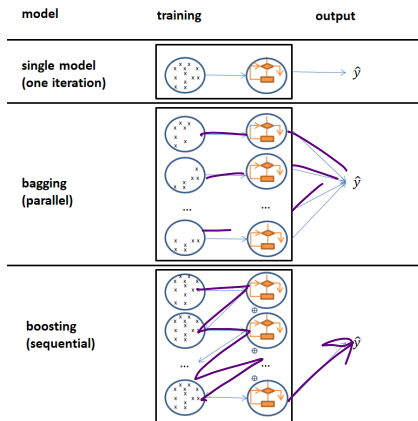 model training output
single model
(one iteration)
ŷ
bagging
(parallel)
...
...
ŷ
boosting
(sequential)
⊕
⊕
...
...
⊕
ŷ